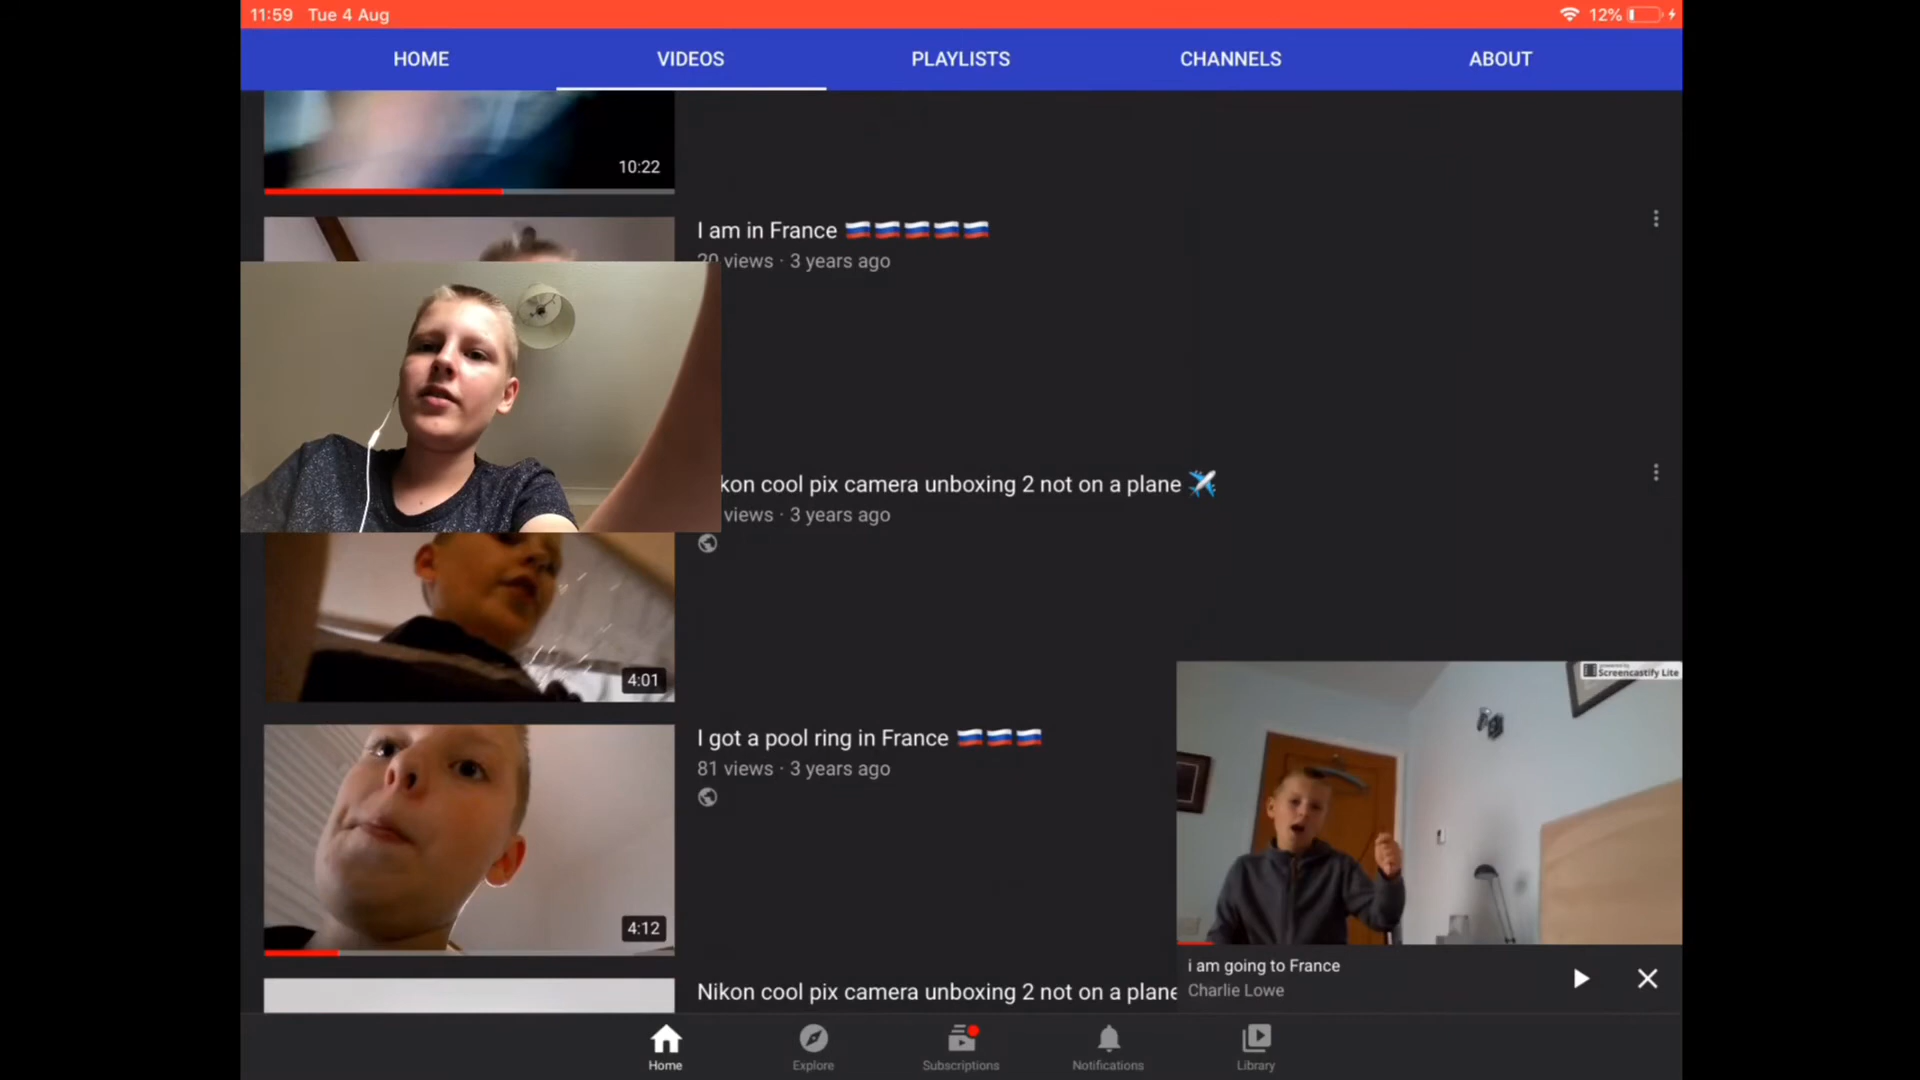 11:59 Tue 4 Aug 12%
HOME VIDEOS PLAYLISTS CHANNELS ABOUT
10:22
I am in France 🇷🇺🇷🇺🇷🇺🇷🇺🇷🇺
20 views · 3 years ago
kon cool pix camera unboxing 2 not on a plane ✈️
views · 3 years ago
4:01
I got a pool ring in France 🇷🇺🇷🇺🇷🇺
81 views · 3 years ago
4:12
Nikon cool pix camera unboxing 2 not on a plane
powered by
Screencastify Lite
i am going to France
Charlie Lowe
Home Explore Subscriptions Notifications Library